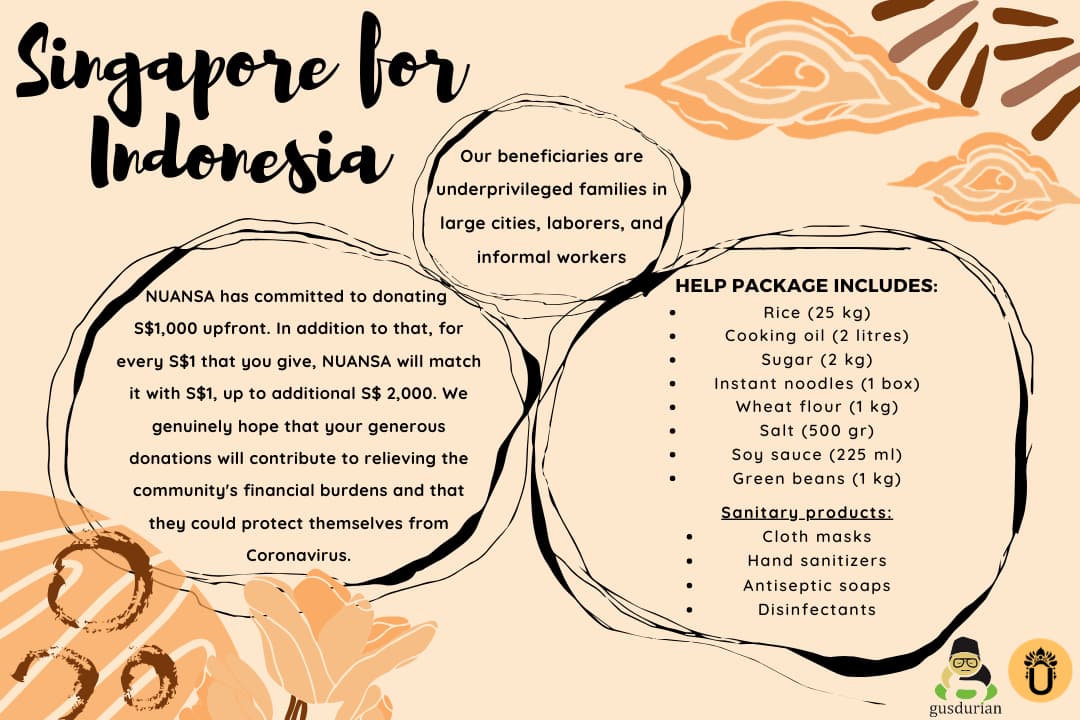 Singapore for
Indonesia
Our beneficiaries are
underprivileged families in
large cities, laborers, and
informal workers
NUANSA has committed to donating
S$1,000 upfront. In addition to that, for
every S$1 that you give, NUANSA will match
it with S$1, up to additional S$ 2,000. We
genuinely hope that your generous
donations will contribute to relieving the
community's financial burdens and that
they could protect themselves from
Coronavirus.
HELP PACKAGE INCLUDES:
• Rice (25 kg)
• Cooking oil (2 litres)
• Sugar (2 kg)
• Instant noodles (1 box)
• Wheat flour (1 kg)
• Salt (500 gr)
• Soy sauce (225 ml)
• Green beans (1 kg)
Sanitary products:
• Cloth masks
• Hand sanitizers
• Antiseptic soaps
• Disinfectants
gusdurian